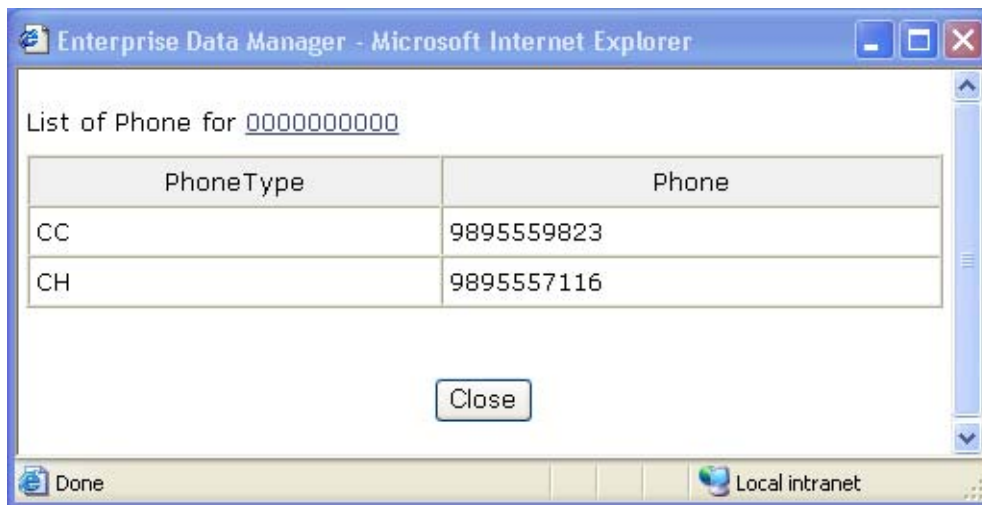 Enterprise Data Manager - Microsoft Internet Explorer
List of Phone for 0000000000
PhoneType Phone
CC 9895559823
CH 9895557116
Close
Done Local intranet